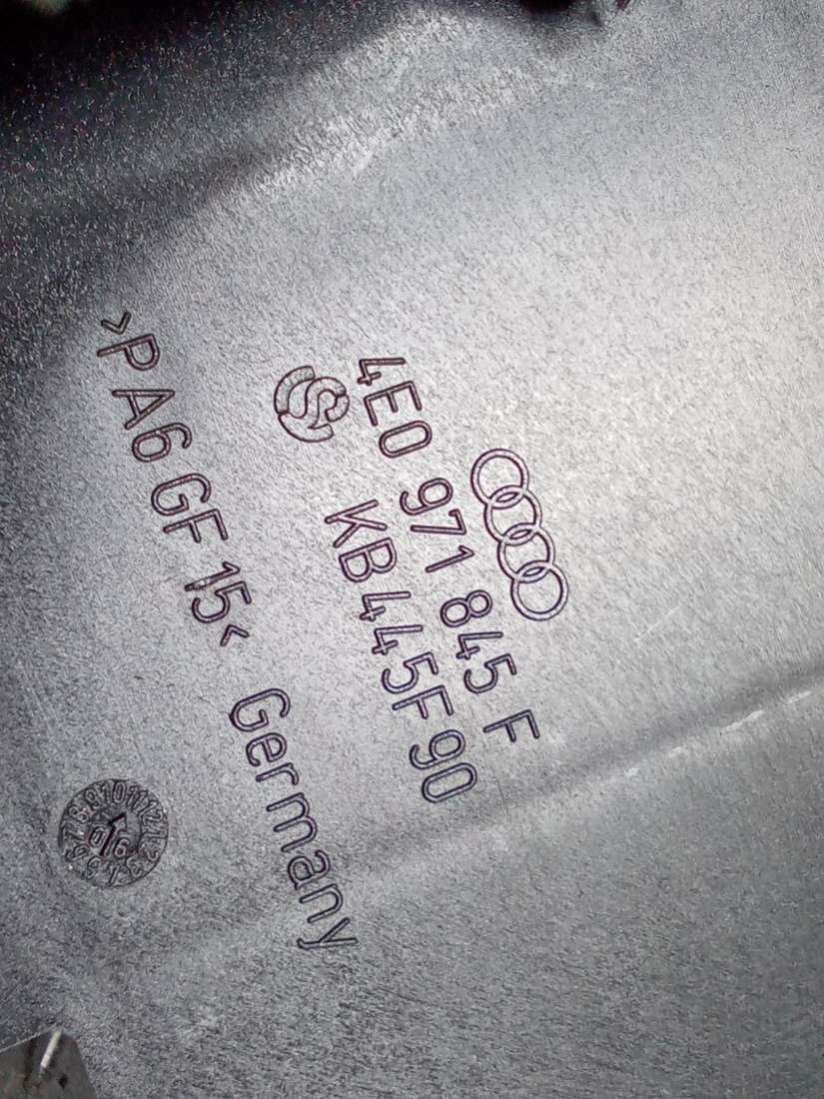 4E0 971 845 F
KB445F90
>PA6 GF 15< Germany